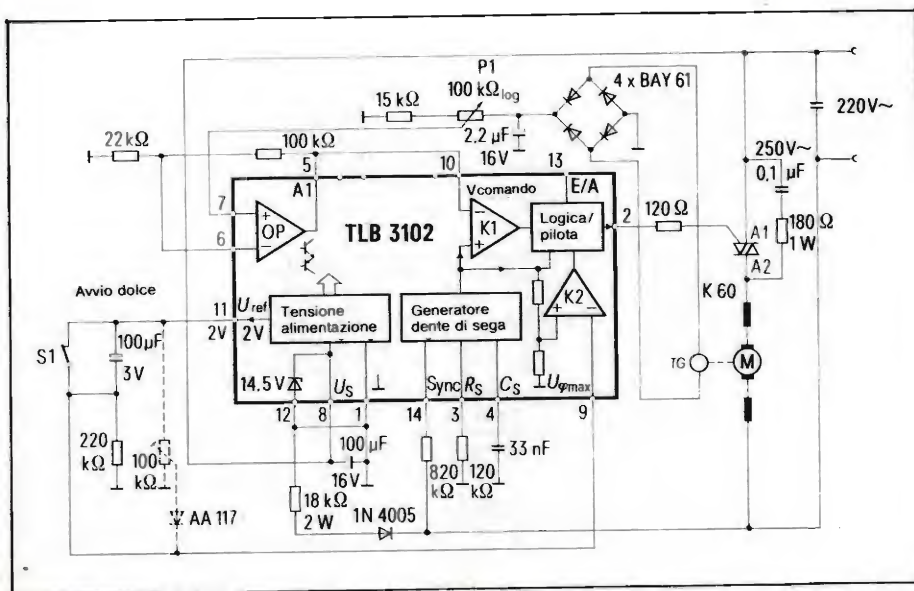 P1
100 kΩ log
15 kΩ
4 x BAY 61
220V~
22kΩ
100 kΩ
2,2 µF
16V
250V~
0,1 µF
5
10
13
A1
Vcomando
E/A
7
+
OP
6
−
TLB 3102
−
K1
+
Logica/
pilota
2
120 Ω
180 Ω
1 W
A1
A2
K 60
Avvio dolce
11
2V
Uref
2V
Tensione
alimentazione
Generatore
dente di sega
K2
+
−
TG
M
S1
100µF
3V
14.5 V
US
⊥
Sync
RS
CS
Uφmax
12
8
1
14
3
4
9
220
kΩ
100
kΩ
100
µF
16V
18 kΩ
2 W
1N 4005
820
kΩ
120
kΩ
33 nF
AA 117